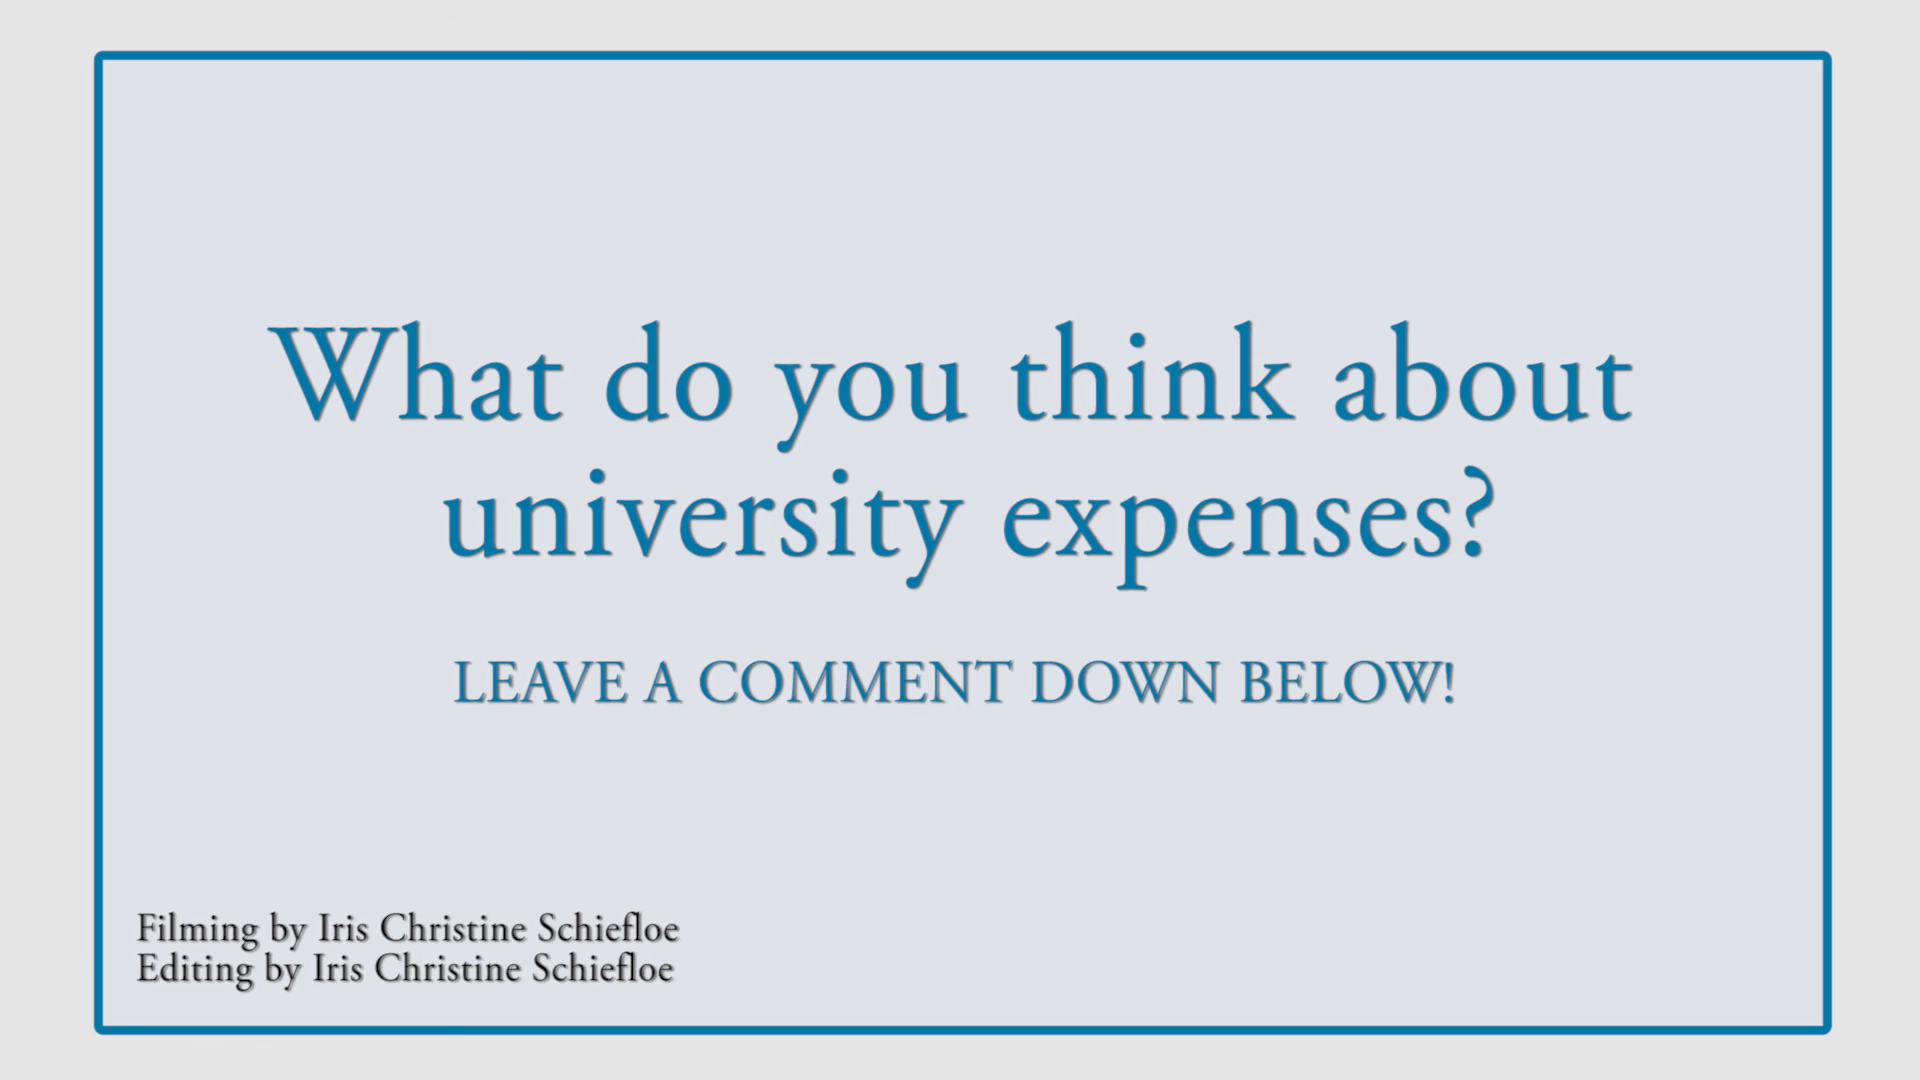 What do you think about
university expenses?
LEAVE A COMMENT DOWN BELOW!
Filming by Iris Christine Schiefloe
Editing by Iris Christine Schiefloe